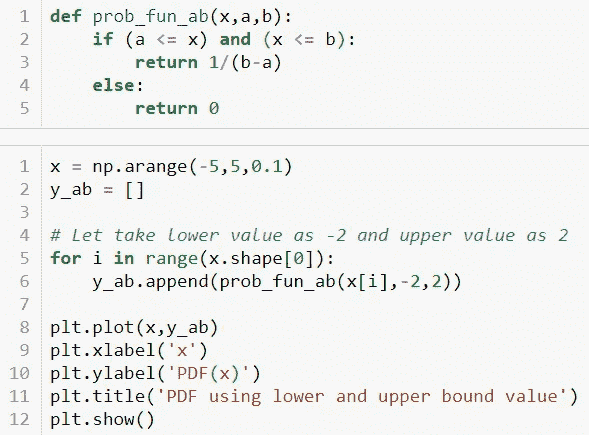 1 def prob_fun_ab(x,a,b):
2     if (a <= x) and (x <= b):
3         return 1/(b-a)
4     else:
5         return 0
1 x = np.arange(-5,5,0.1)
2 y_ab = []
3
4 # Let take lower value as -2 and upper value as 2
5 for i in range(x.shape[0]):
6     y_ab.append(prob_fun_ab(x[i],-2,2))
7
8 plt.plot(x,y_ab)
9 plt.xlabel('x')
10 plt.ylabel('PDF(x)')
11 plt.title('PDF using lower and upper bound value')
12 plt.show()